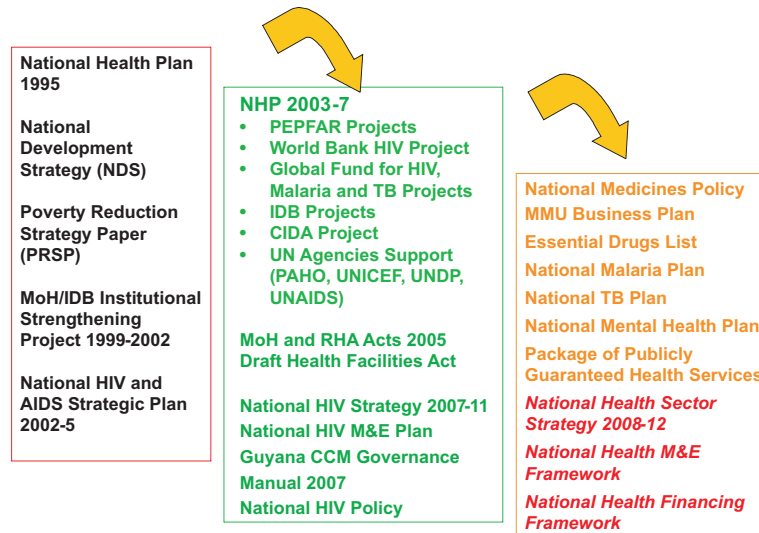 National Health Plan
1995
National
Development
Strategy (NDS)
Poverty Reduction
Strategy Paper
(PRSP)
MoH/IDB Institutional
Strengthening
Project 1999-2002
National HIV and
AIDS Strategic Plan
2002-5
NHP 2003-7
• PEPFAR Projects
• World Bank HIV Project
• Global Fund for HIV,
Malaria and TB Projects
• IDB Projects
• CIDA Project
• UN Agencies Support
(PAHO, UNICEF, UNDP,
UNAIDS)
MoH and RHA Acts 2005
Draft Health Facilities Act
National HIV Strategy 2007-11
National HIV M&E Plan
Guyana CCM Governance
Manual 2007
National HIV Policy
National Medicines Policy
MMU Business Plan
Essential Drugs List
National Malaria Plan
National TB Plan
National Mental Health Plan
Package of Publicly
Guaranteed Health Services
National Health Sector
Strategy 2008-12
National Health M&E
Framework
National Health Financing
Framework